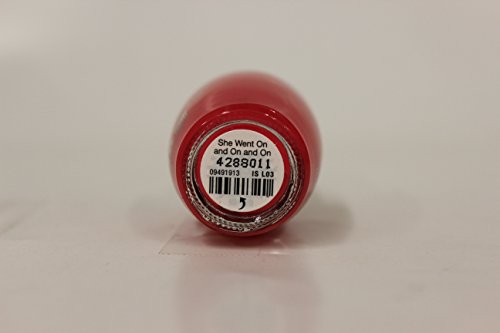 She Went On
and On and On
4288011
09491913 IS L03